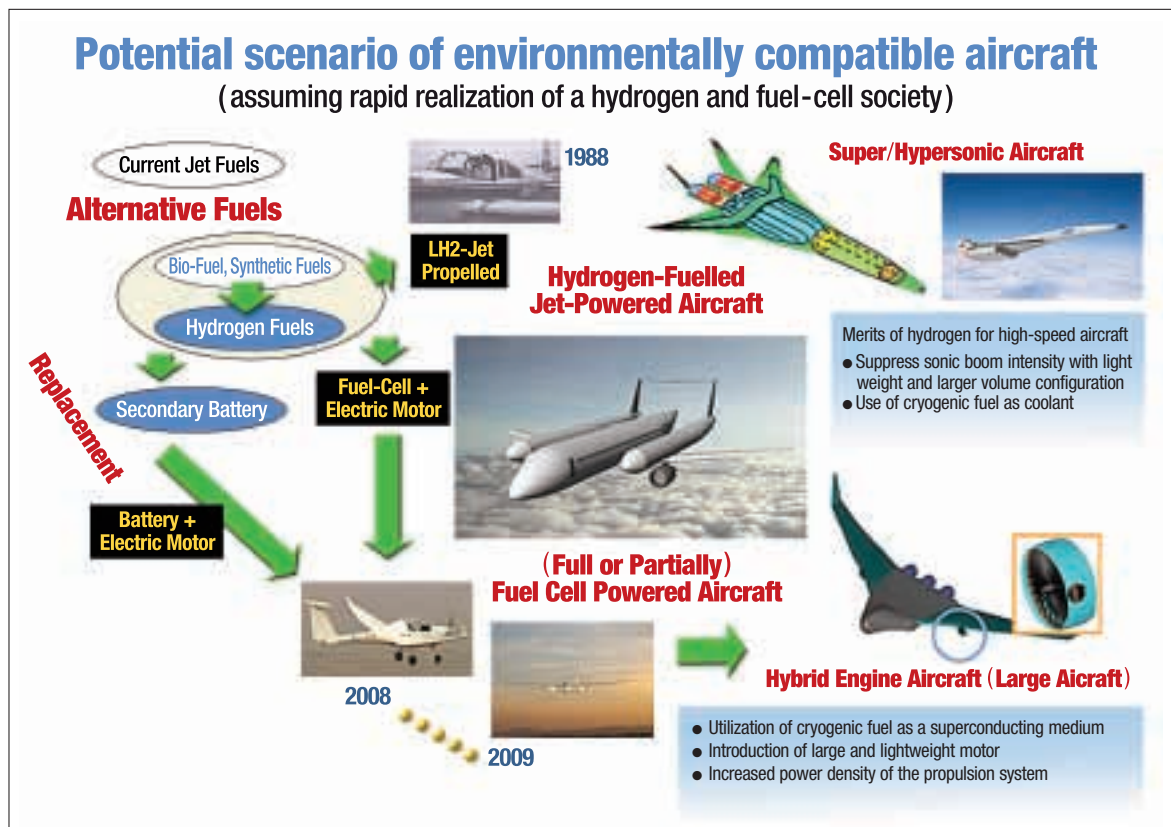 Potential scenario of environmentally compatible aircraft
(assuming rapid realization of a hydrogen and fuel-cell society)
Current Jet Fuels
Alternative Fuels
Bio-Fuel, Synthetic Fuels
Hydrogen Fuels
Replacement
Secondary Battery
Battery +
Electric Motor
1988
LH2-Jet
Propelled
Fuel-Cell +
Electric Motor
Hydrogen-Fuelled
Jet-Powered Aircraft
Super/Hypersonic Aircraft
Merits of hydrogen for high-speed aircraft
● Suppress sonic boom intensity with light
weight and larger volume configuration
● Use of cryogenic fuel as coolant
(Full or Partially)
Fuel Cell Powered Aircraft
2008
2009
Hybrid Engine Aircraft (Large Aicraft)
● Utilization of cryogenic fuel as a superconducting medium
● Introduction of large and lightweight motor
● Increased power density of the propulsion system